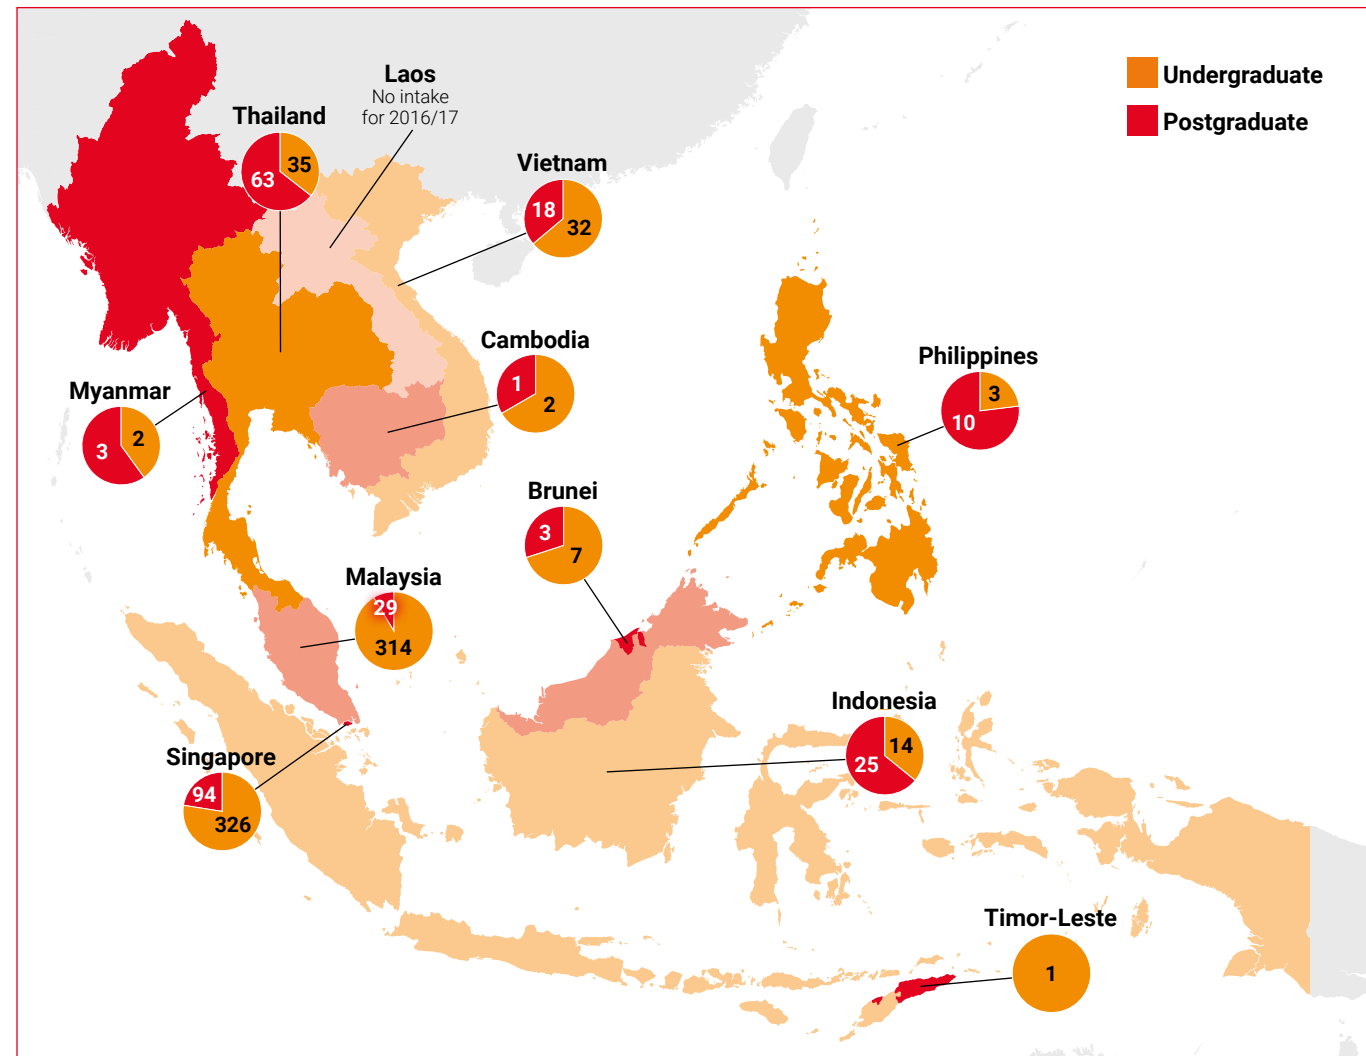 Undergraduate
Postgraduate
Laos
No intake
for 2016/17
Thailand
35
63
Vietnam
18
32
Cambodia
1
2
Philippines
3
10
Myanmar
2
3
Brunei
3
7
Malaysia
29
314
Indonesia
14
25
Singapore
94
326
Timor-Leste
1